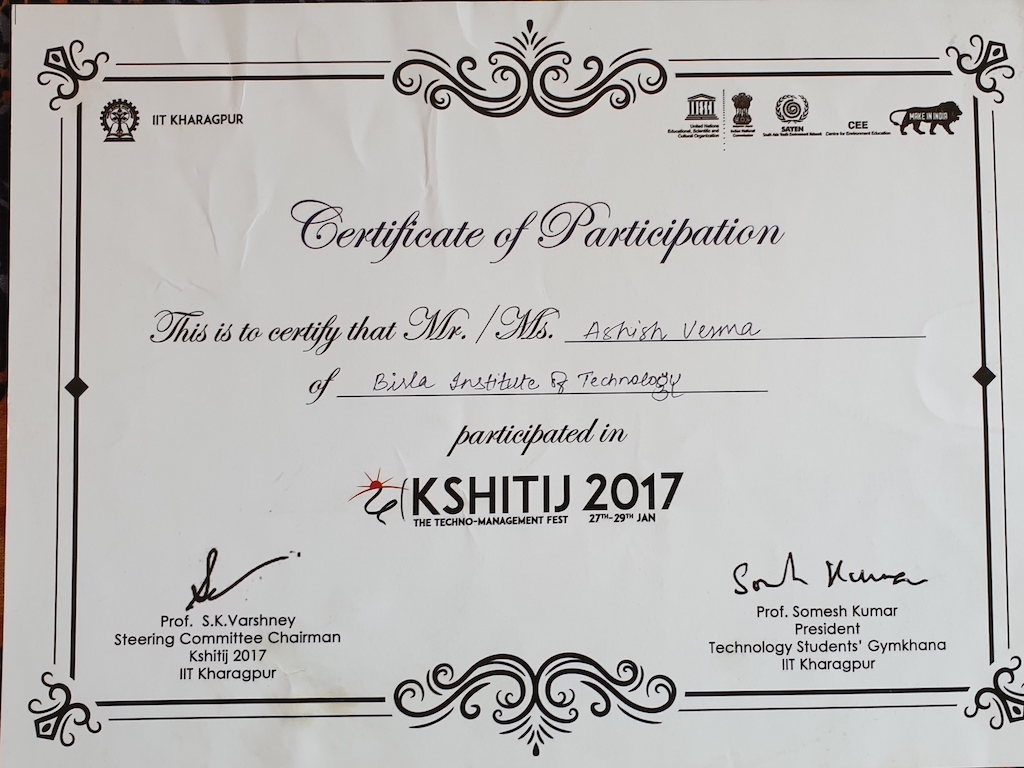 IIT KHARAGPUR
United Nations
Educational, Scientific and
Cultural Organization
Indian National
Commission
SAYEN
South Asia Youth Environment Network
CEE
Centre for Environment Education
MAKE IN INDIA
Certificate of Participation
This is to certify that Mr. /Ms. Ashish Verma
of Birla Institute Of Technology
participated in
KSHITIJ 2017
THE TECHNO-MANAGEMENT FEST 27TH-29TH JAN
Somesh Kumar
Prof. S.K.Varshney
Steering Committee Chairman
Kshitij 2017
IIT Kharagpur
Prof. Somesh Kumar
President
Technology Students' Gymkhana
IIT Kharagpur